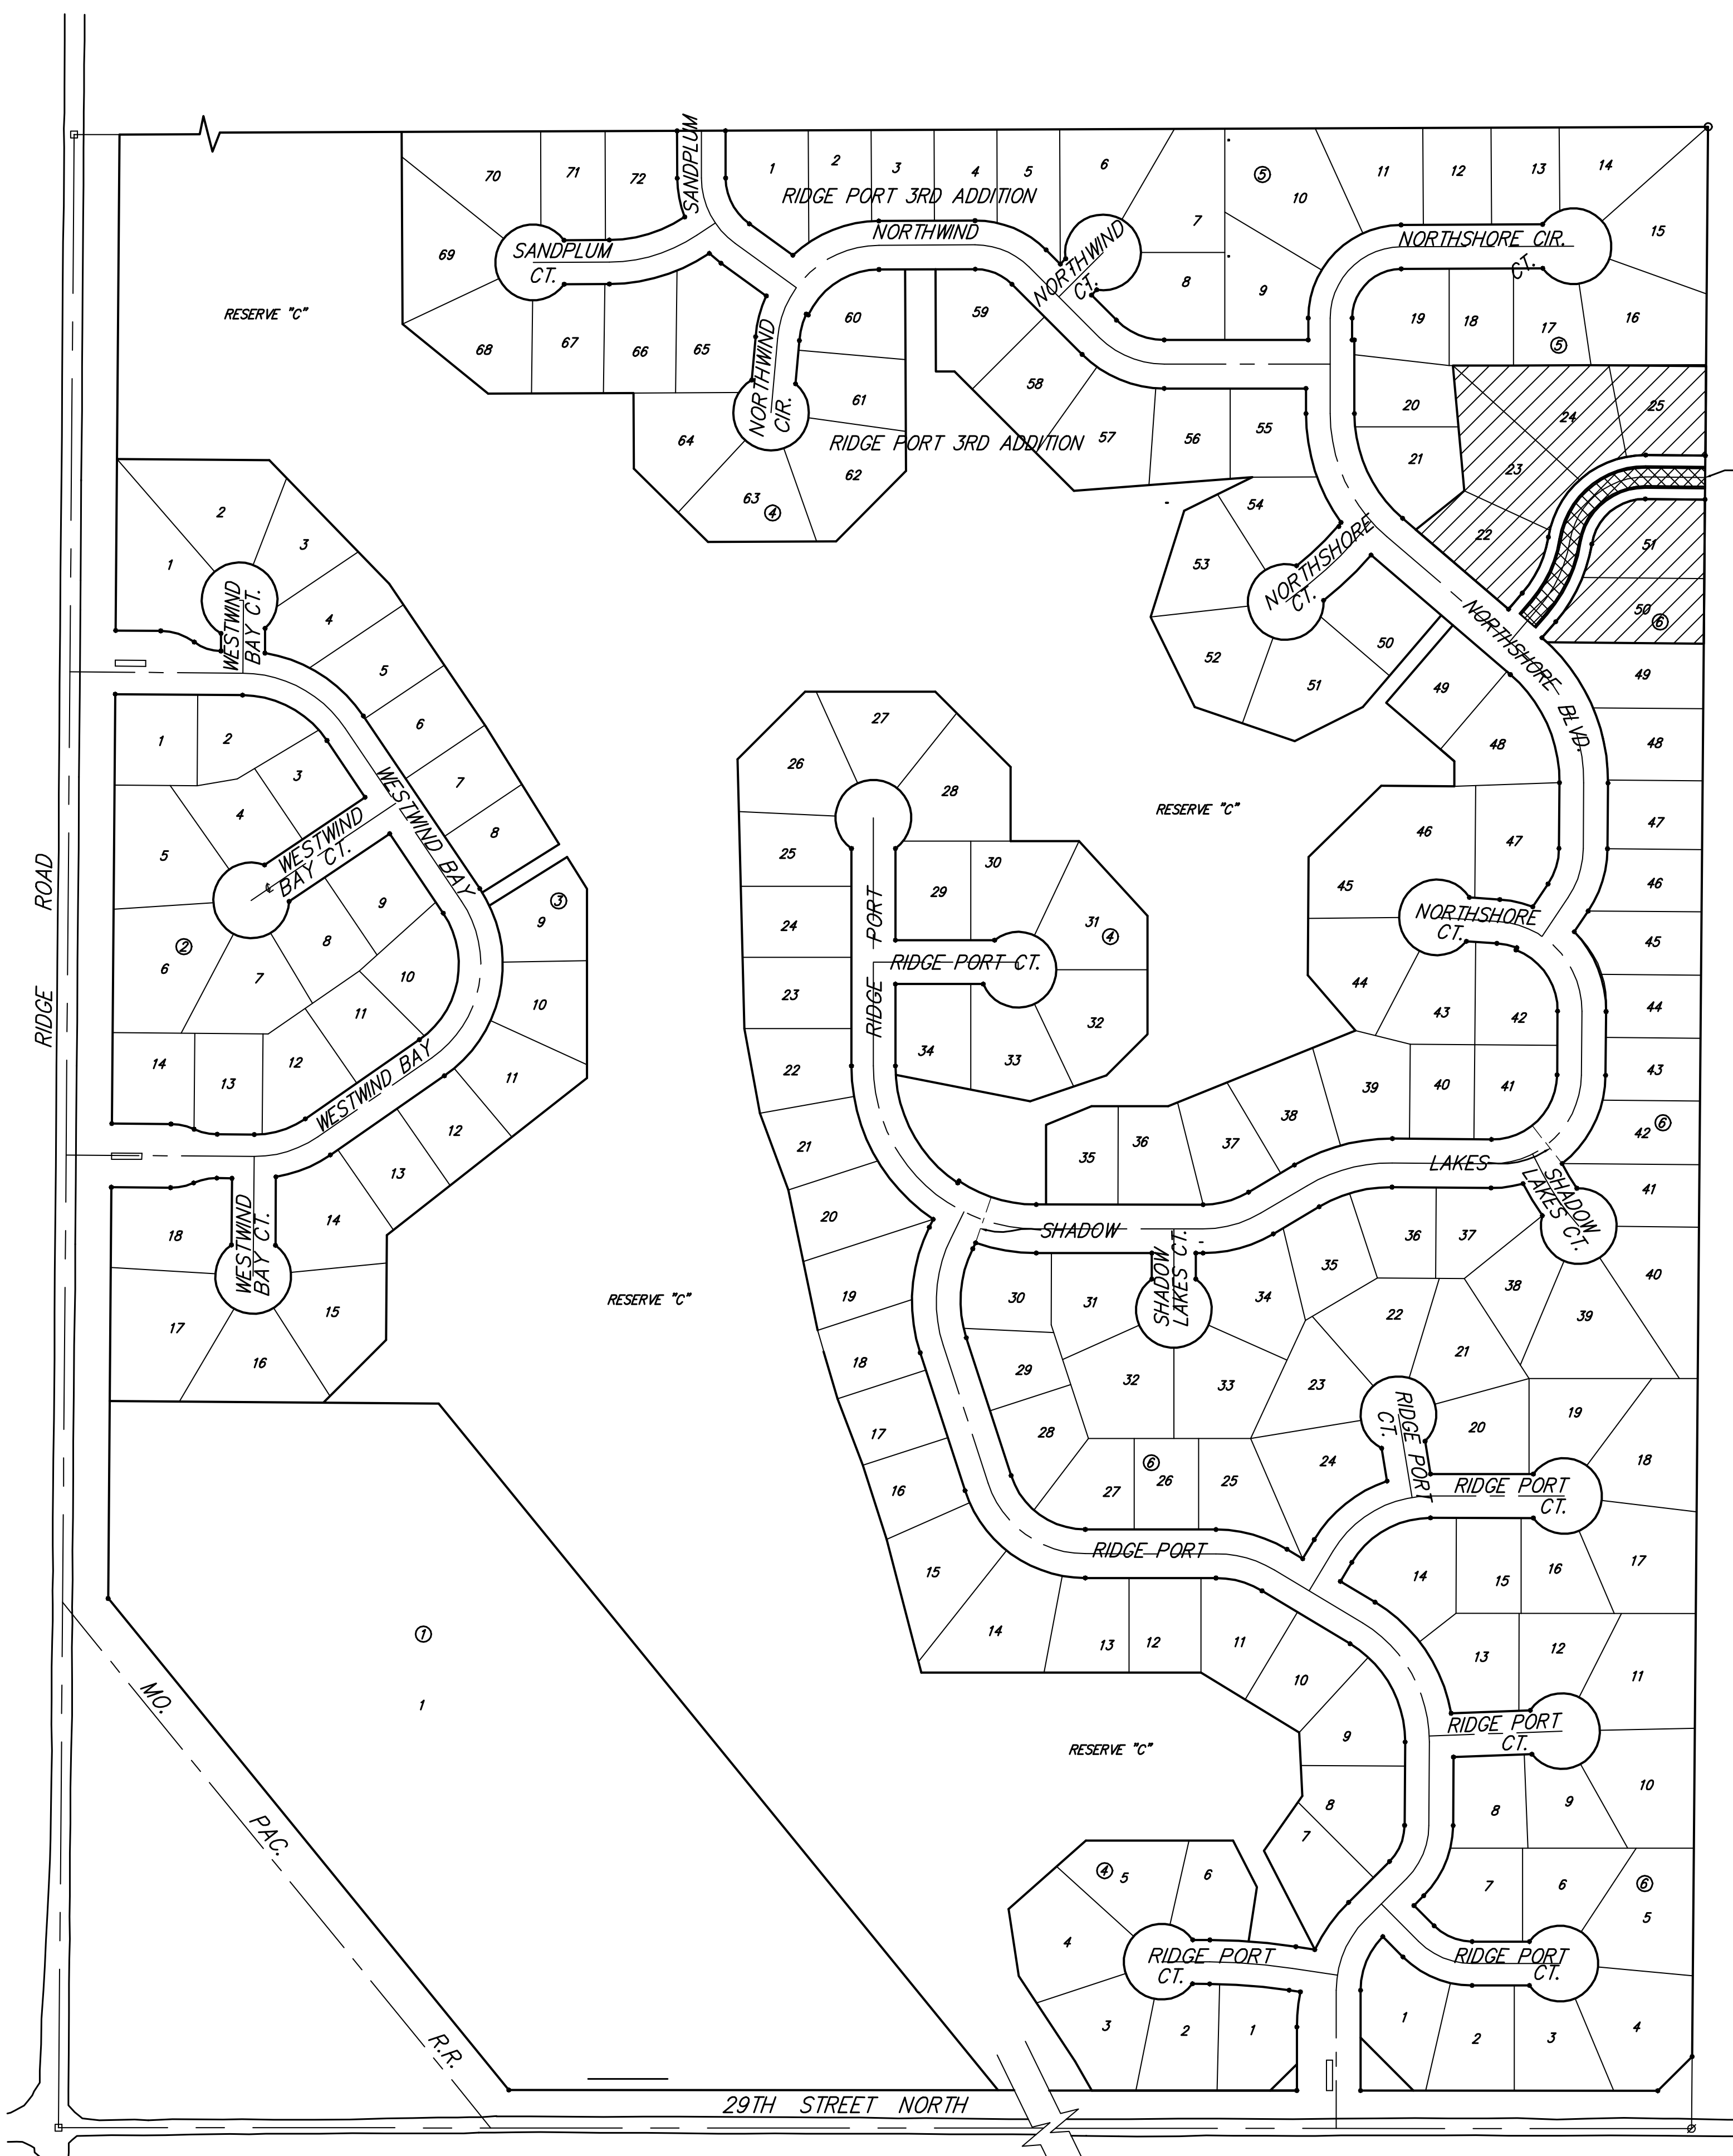 SANDPLUM
70 71 72 1 2 3 4 5 6 ⑤ 10 11 12 13 14
RIDGE PORT 3RD ADDITION
69 SANDPLUM CT. NORTHWIND 7 NORTHSHORE CIR. 15
NORTHWIND CT. CT.
RESERVE "C"
68 67 66 65 60 59 8 9 19 18 17 16
⑤
NORTHWIND CIR.
64 61 58 57 56 55 20 24 25
RIDGE PORT 3RD ADDITION
63 ④ 62 54 21 23
2 3 1 53 22 51
NORTHSHORE CT.
WESTWIND BAY CT.
4 5 6 7 8
52 51 50 50 ⑥
NORTHSHORE BLVD.
49 49 48 48
1 2 3 4 5
WESTWIND BAY
WESTWIND BAY CT.
℄
27 26 28
RESERVE "C"
46 47 47
25 29 30 45 46
RIDGE ROAD
② 6 7 8 9 10 11
③ 9
24 31 ④
RIDGE PORT
NORTHSHORE CT.
45
RIDGE PORT CT.
23 32 44 43 42 44
10 11
14 13 12
22 34 33 39 40 41 43
WESTWIND BAY
12 13 14
21 35 36 37 38 42 ⑥
LAKES
SHADOW LAKES CT.
41
18 WESTWIND BAY CT.
20 SHADOW
SHADOW LAKES CT.
36 37 35 38 40
RESERVE "C"
17 15 16
19 30 31 34 22 39
18 29 32 33 23 21
RIDGE PORT CT.
17 28 20 19
⑥
16 27 26 25 24 18
RIDGE PORT CT.
RIDGE PORT
15 14 15 16 17
①
14 13 12 11 13 12 11
1
10
MO. PAC. R.R.
9
RIDGE PORT CT.
RESERVE "C"
8 7 8 9 10
④ 5 6 7 6 ⑥ 5
4 RIDGE PORT CT. RIDGE PORT CT.
3 2 1 1 2 3 4
29TH STREET NORTH